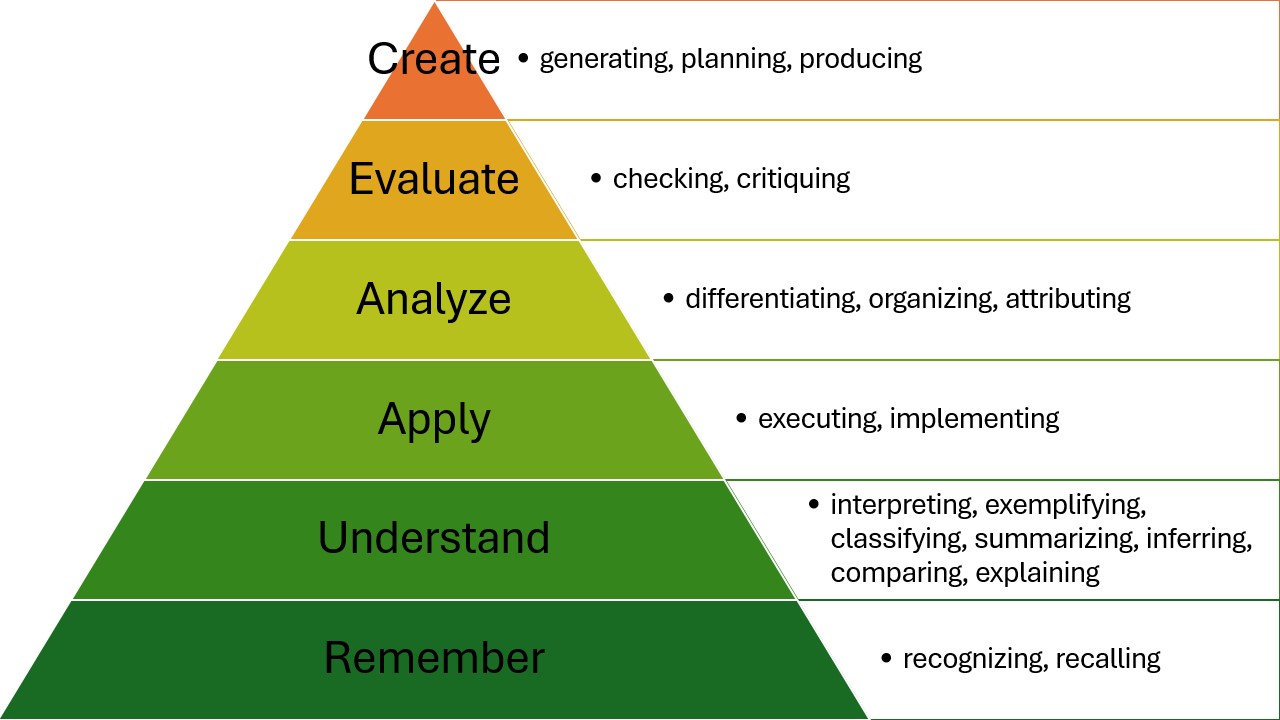 Create
• generating, planning, producing
Evaluate
• checking, critiquing
Analyze
• differentiating, organizing, attributing
Apply
• executing, implementing
Understand
• interpreting, exemplifying,
classifying, summarizing, inferring,
comparing, explaining
Remember
• recognizing, recalling